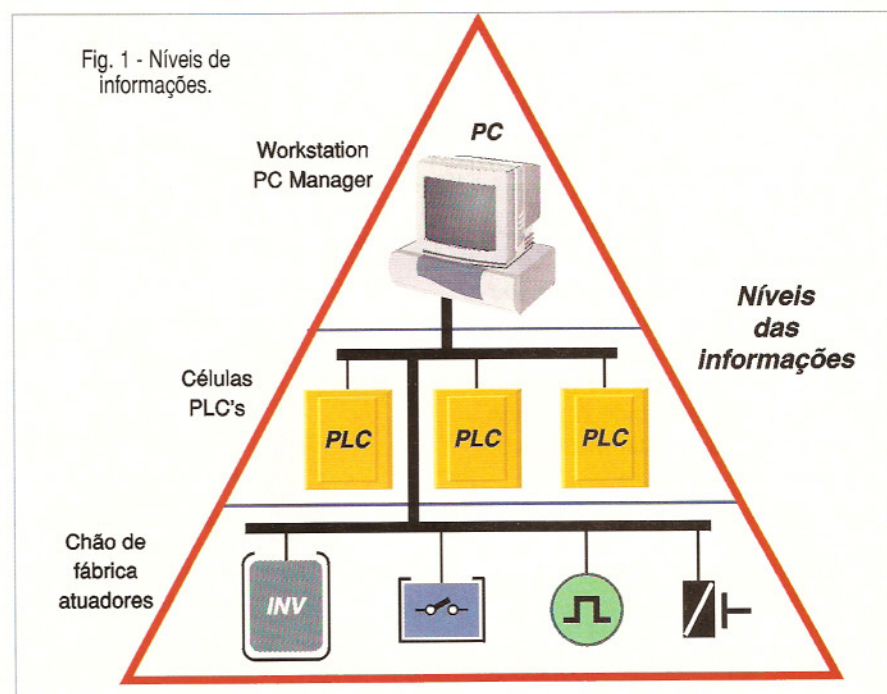 Fig. 1 - Níveis de
informações.
Workstation
PC Manager
PC
Níveis
das
informações
Células
PLC's
PLC
PLC
PLC
Chão de
fábrica
atuadores
INV